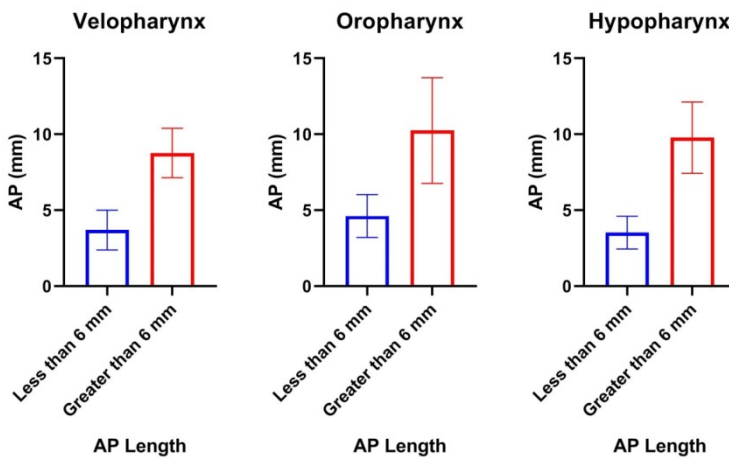 Velopharynx
15
10
5
0
AP (mm)
Less than 6 mm
Greater than 6 mm
AP Length
Oropharynx
15
10
5
0
AP (mm)
Less than 6 mm
Greater than 6 mm
AP Length
Hypopharynx
15
10
5
0
AP (mm)
Less than 6 mm
Greater than 6 mm
AP Length